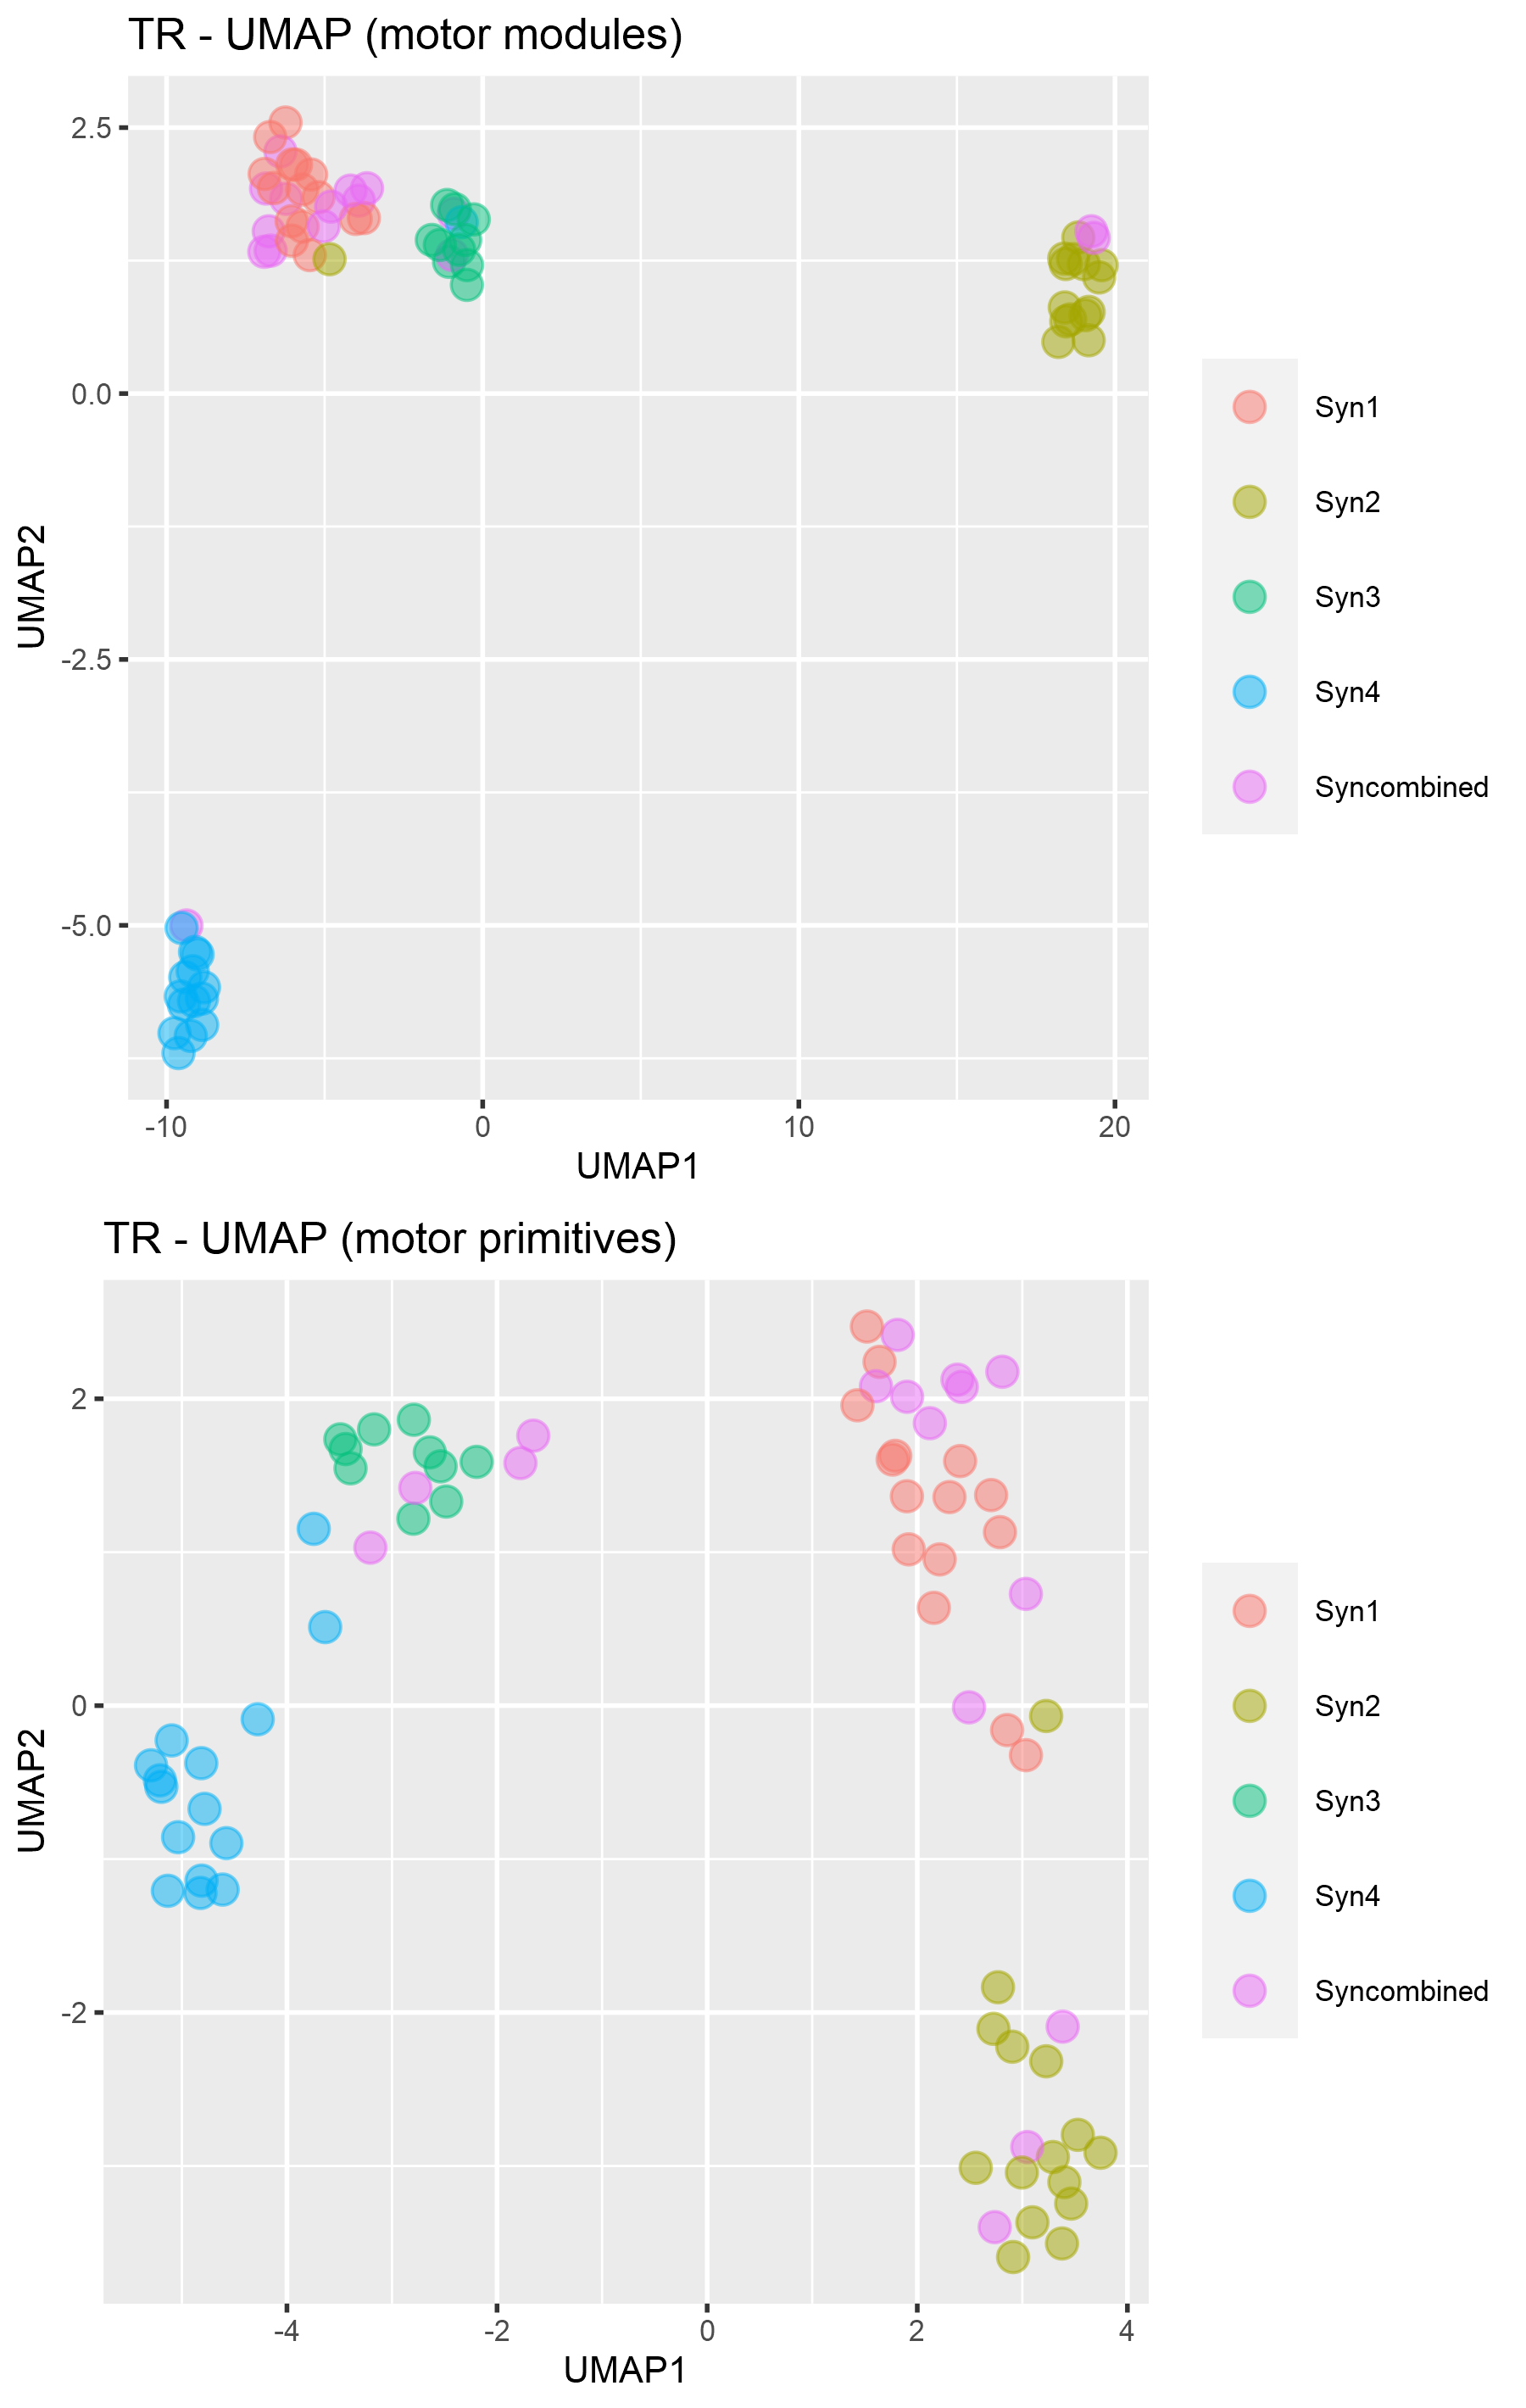 TR - UMAP (motor modules)
2.5
0.0
-2.5
-5.0
UMAP2
-10 0 10 20
UMAP1
Syn1
Syn2
Syn3
Syn4
Syncombined
TR - UMAP (motor primitives)
2
0
-2
UMAP2
-4 -2 0 2 4
UMAP1
Syn1
Syn2
Syn3
Syn4
Syncombined